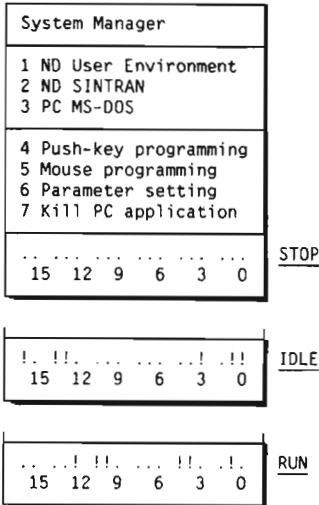 System Manager
1 ND User Environment
2 ND SINTRAN
3 PC MS-DOS
4 Push-key programming
5 Mouse programming
6 Parameter setting
7 Kill PC application
.. ... ... ... ... ... STOP
15 12 9 6 3 0
!. !!. ... ... ..! .!! IDLE
15 12 9 6 3 0
.. ..! !!. ... !!. .!. RUN
15 12 9 6 3 0